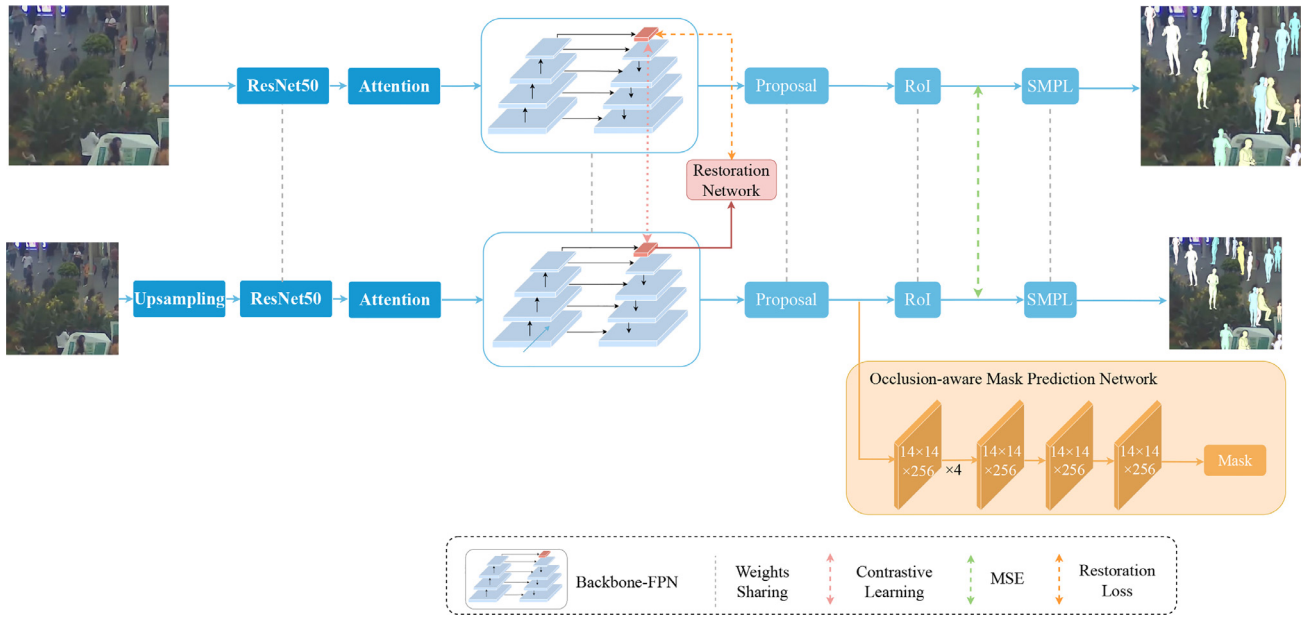 ResNet50
Attention
Proposal
RoI
SMPL
Restoration
Network
Upsampling
ResNet50
Attention
Proposal
RoI
SMPL
Occlusion-aware Mask Prediction Network
14×14
×256
×4
14×14
×256
14×14
×256
14×14
×256
Mask
Backbone-FPN
Weights
Sharing
Contrastive
Learning
MSE
Restoration
Loss